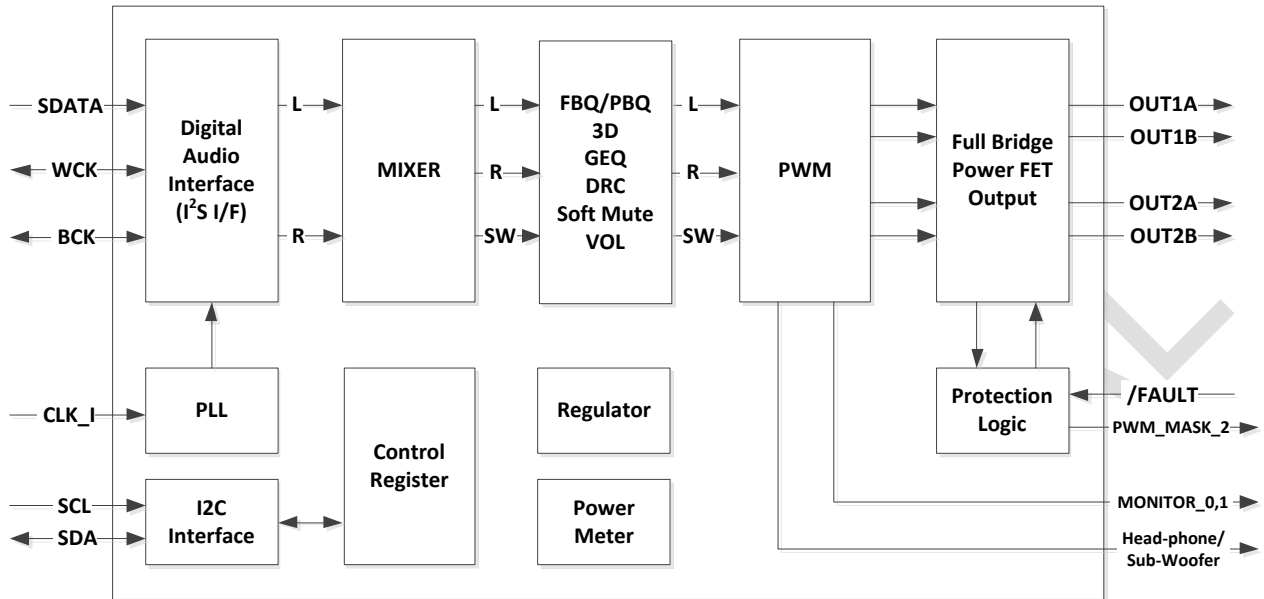 SDATA
WCK
BCK
Digital
Audio
Interface
(I²S I/F)
L
R
MIXER
L
R
SW
FBQ/PBQ
3D
GEQ
DRC
Soft Mute
VOL
L
R
SW
PWM
Full Bridge
Power FET
Output
OUT1A
OUT1B
OUT2A
OUT2B
CLK_I
PLL
Control
Register
Regulator
Protection
Logic
/FAULT
PWM_MASK_2
SCL
SDA
I2C
Interface
Power
Meter
MONITOR_0,1
Head-phone/
Sub-Woofer